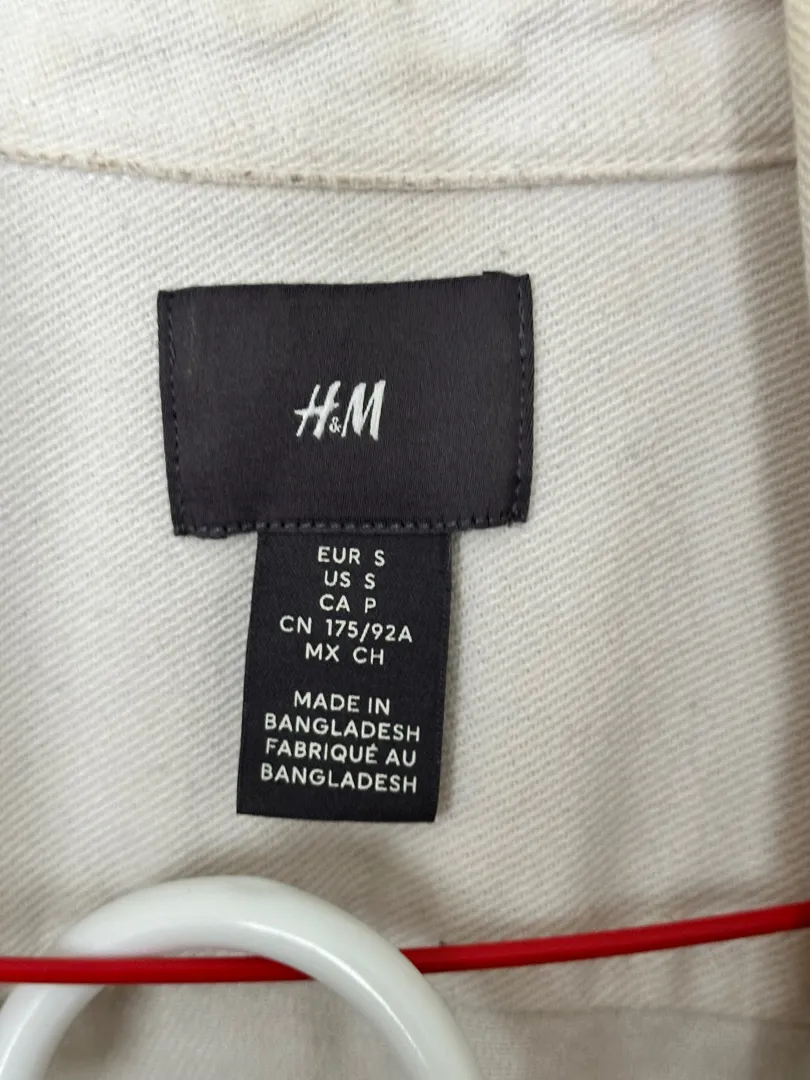 H&M
EUR S
US S
CA P
CN 175/92A
MX CH
MADE IN
BANGLADESH
FABRIQUÉ AU
BANGLADESH